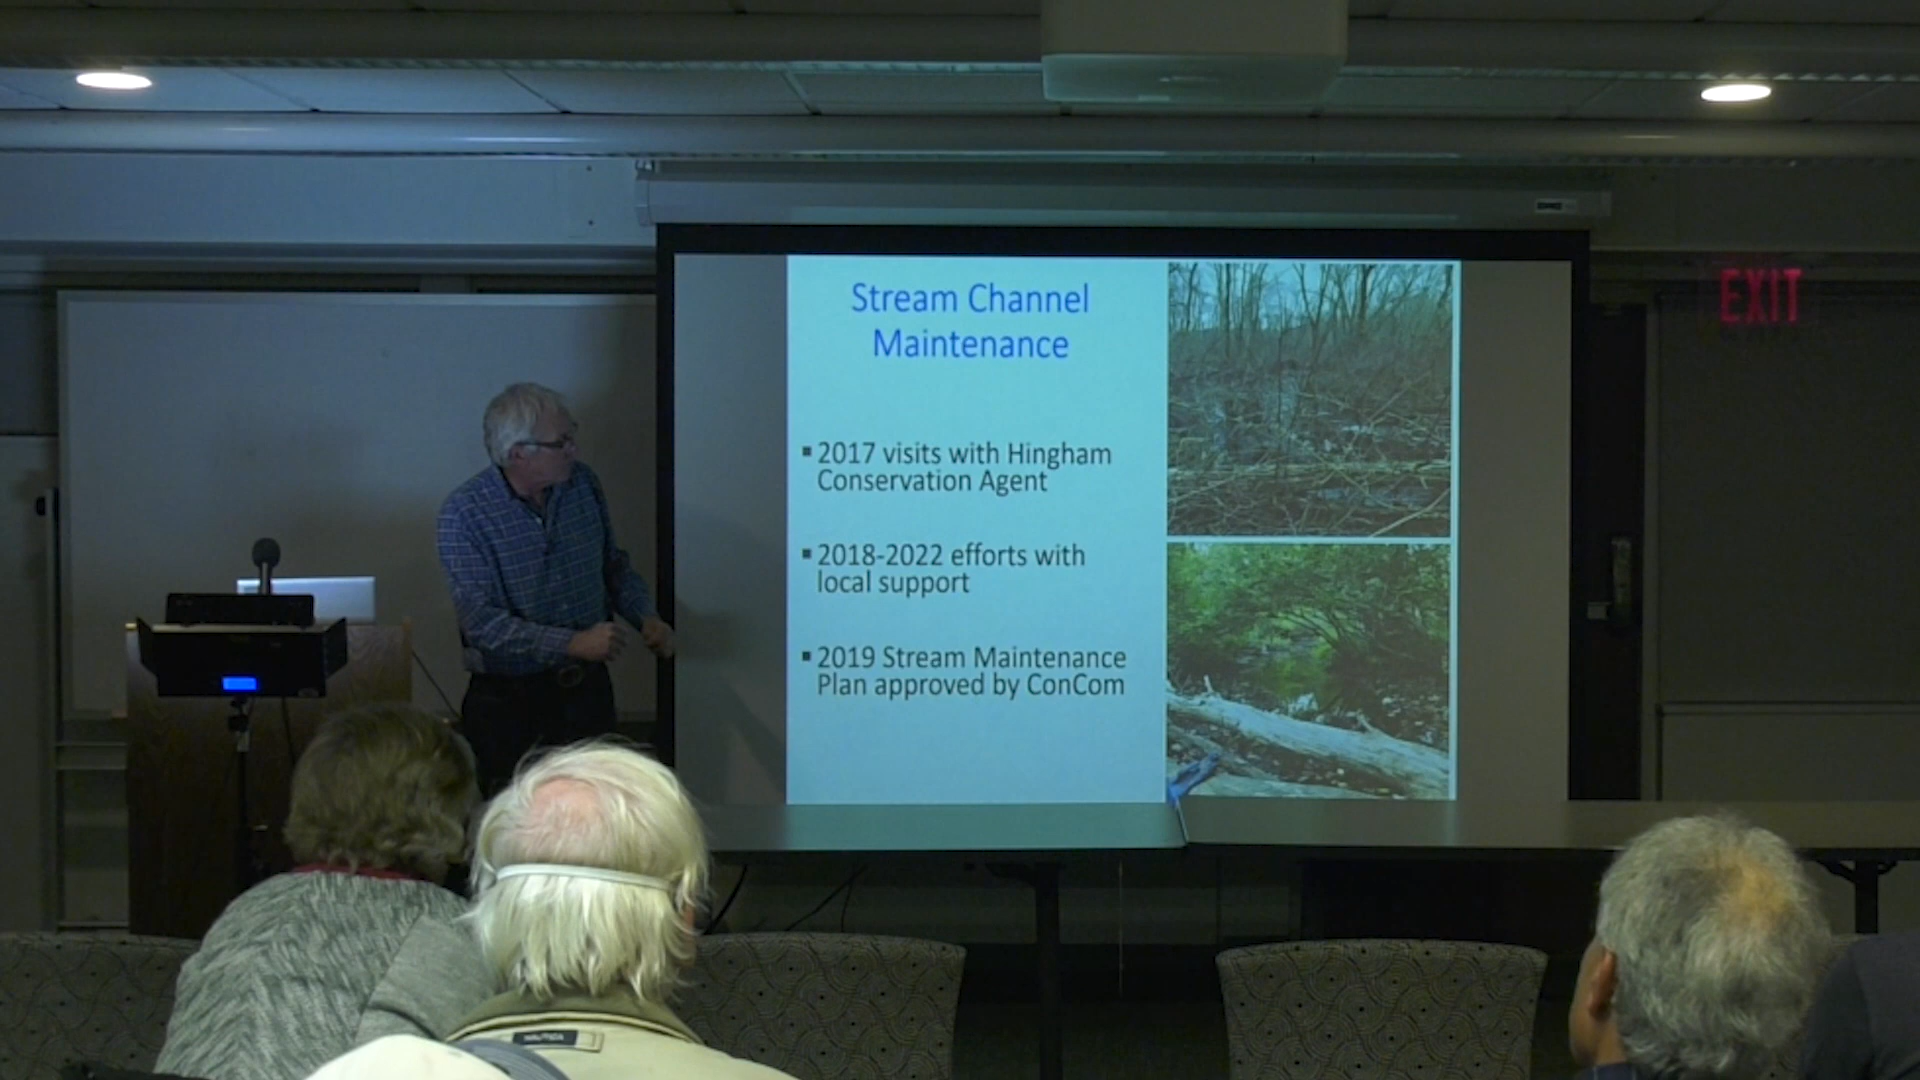 Stream Channel
Maintenance
▪ 2017 visits with Hingham
Conservation Agent
▪ 2018-2022 efforts with
local support
▪ 2019 Stream Maintenance
Plan approved by ConCom
EXIT